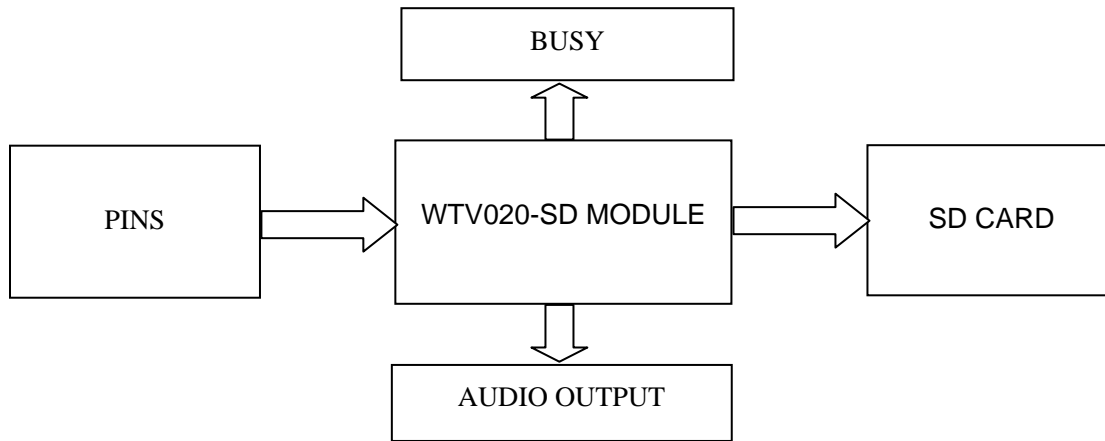 BUSY
PINS
WTV020-SD MODULE
SD CARD
AUDIO OUTPUT